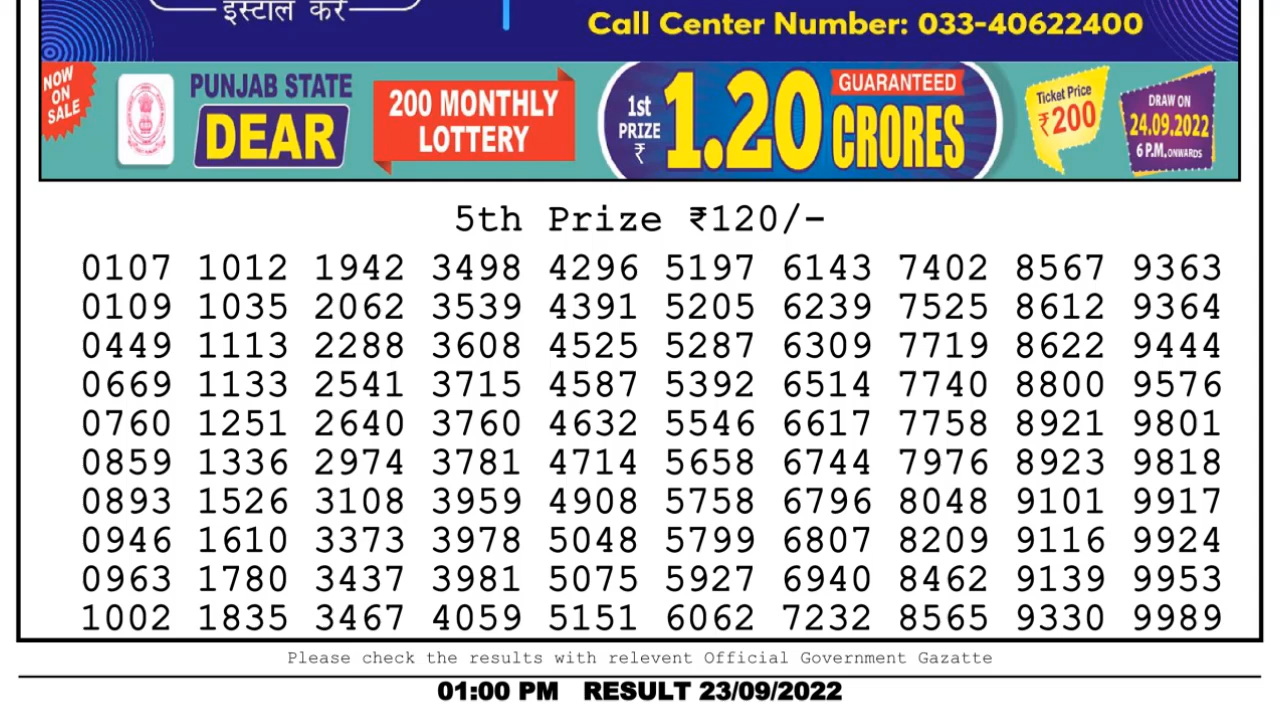 इंस्टॉल करें
Call Center Number: 033-40622400
NOW
ON
SALE
PUNJAB STATE
DEAR
200 MONTHLY
LOTTERY
1st
PRIZE
₹
1.20
GUARANTEED
CRORES
Ticket Price
₹200
DRAW ON
24.09.2022
6 P.M. ONWARDS
5th Prize ₹120/-
0107 1012 1942 3498 4296 5197 6143 7402 8567 9363
0109 1035 2062 3539 4391 5205 6239 7525 8612 9364
0449 1113 2288 3608 4525 5287 6309 7719 8622 9444
0669 1133 2541 3715 4587 5392 6514 7740 8800 9576
0760 1251 2640 3760 4632 5546 6617 7758 8921 9801
0859 1336 2974 3781 4714 5658 6744 7976 8923 9818
0893 1526 3108 3959 4908 5758 6796 8048 9101 9917
0946 1610 3373 3978 5048 5799 6807 8209 9116 9924
0963 1780 3437 3981 5075 5927 6940 8462 9139 9953
1002 1835 3467 4059 5151 6062 7232 8565 9330 9989
Please check the results with relevent Official Government Gazatte
01:00 PM RESULT 23/09/2022